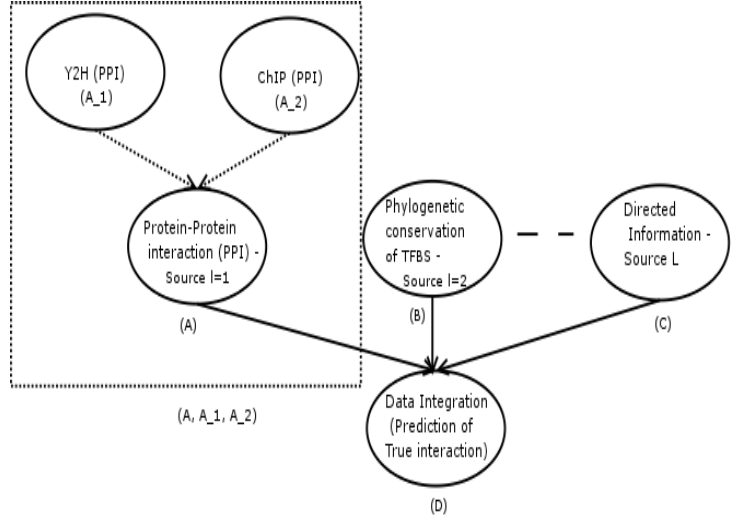 Y2H (PPI)
(A_1)
ChIP (PPI)
(A_2)
Protein-Protein
interaction (PPI) -
Source l=1
(A)
Phylogenetic
conservation
of TFBS -
Source l=2
(B)
Directed
Information -
Source L
(C)
(A, A_1, A_2)
Data Integration
(Prediction of
True interaction)
(D)